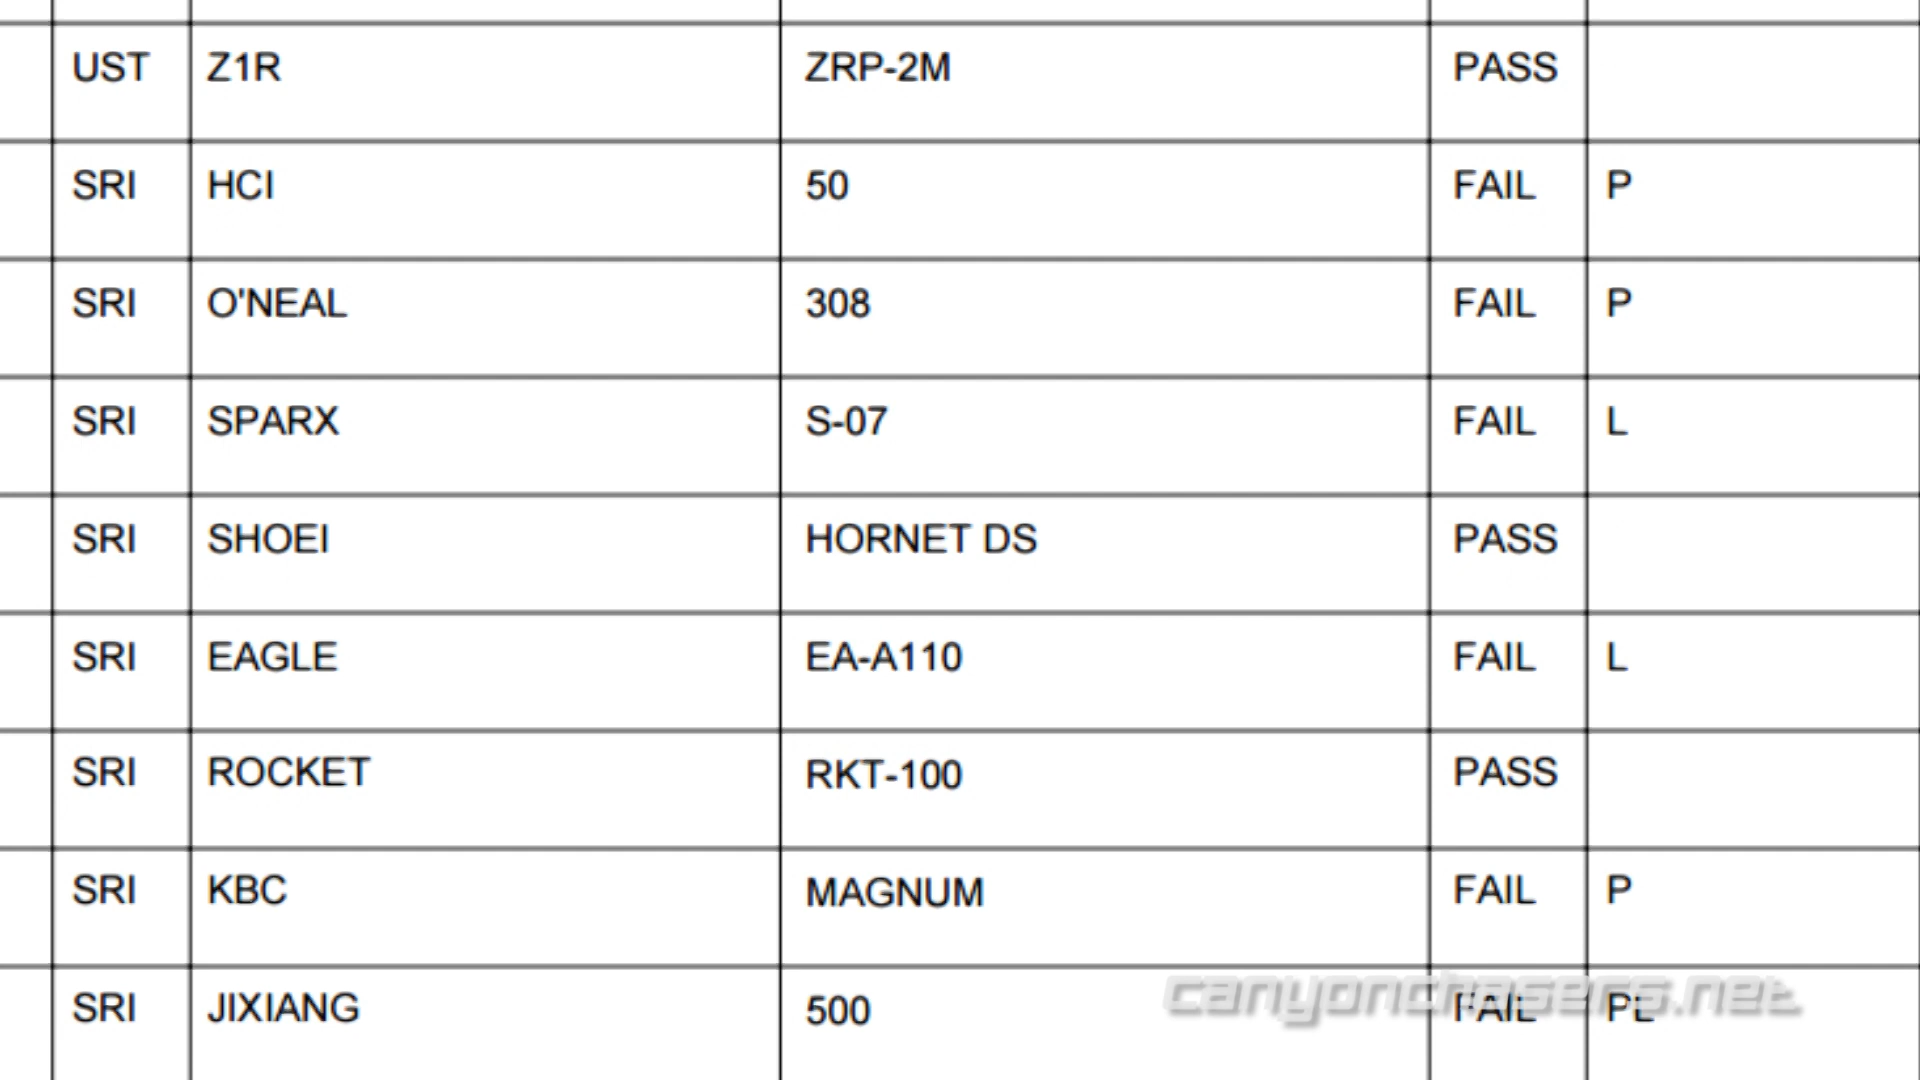 UST Z1R ZRP-2M PASS
SRI HCI 50 FAIL P
SRI O'NEAL 308 FAIL P
SRI SPARX S-07 FAIL L
SRI SHOEI HORNET DS PASS
SRI EAGLE EA-A110 FAIL L
SRI ROCKET RKT-100 PASS
SRI KBC MAGNUM FAIL P
SRI JIXIANG 500 FAIL PL
canyonchasers.net